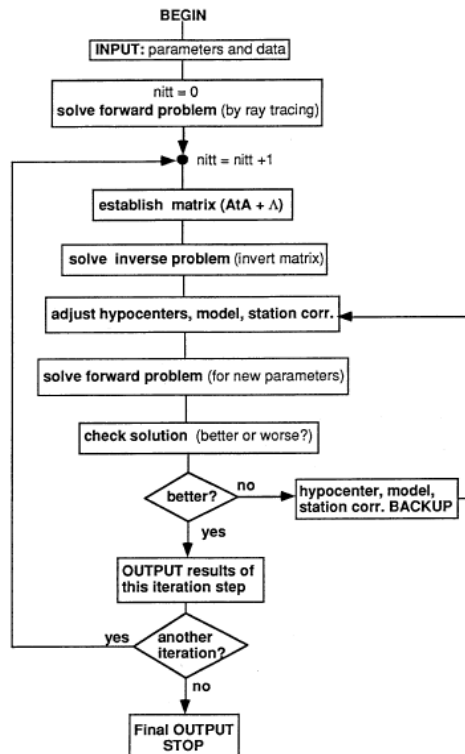 BEGIN
INPUT: parameters and data
nitt = 0
solve forward problem (by ray tracing)
nitt = nitt +1
establish matrix (AtA + Λ)
solve inverse problem (invert matrix)
adjust hypocenters, model, station corr.
solve forward problem (for new parameters)
check solution (better or worse?)
better?
no
hypocenter, model,
station corr. BACKUP
yes
OUTPUT results of
this iteration step
yes
another
iteration?
no
Final OUTPUT
STOP